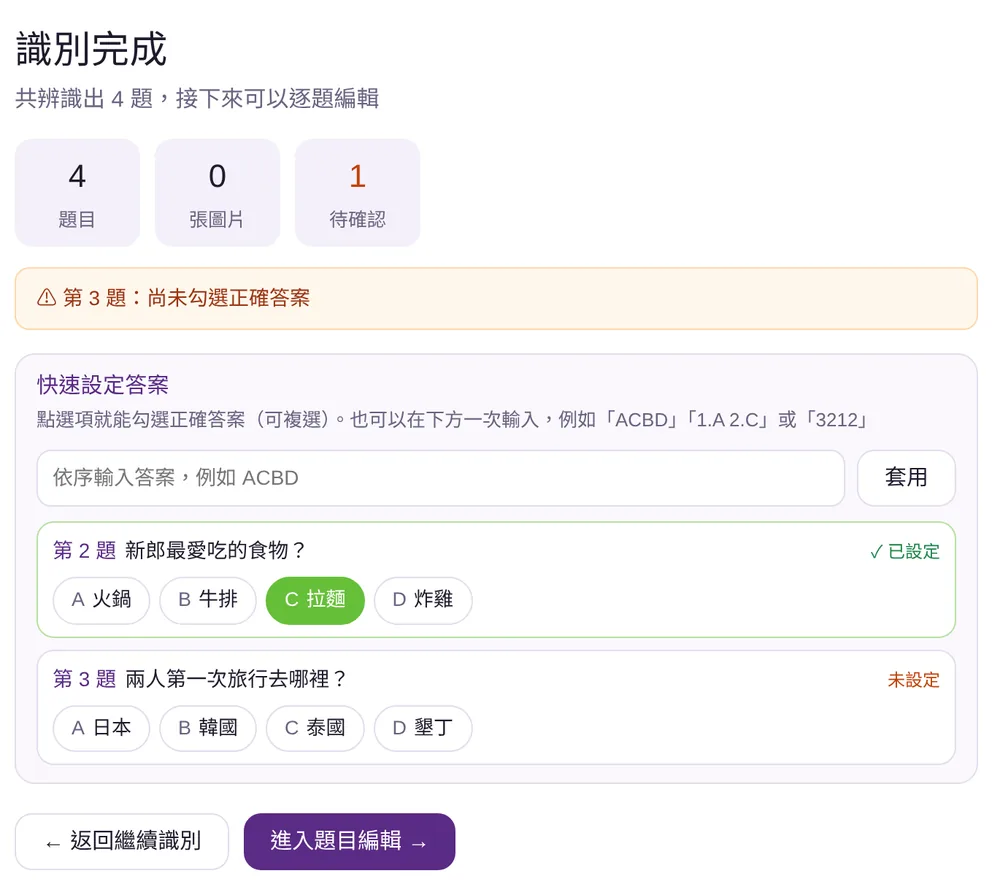 識別完成
共辨識出 4 題，接下來可以逐題編輯
4
題目
0
張圖片
1
待確認
⚠ 第 3 題：尚未勾選正確答案
快速設定答案
點選項就能勾選正確答案（可複選）。也可以在下方一次輸入，例如「ACBD」「1.A 2.C」或「3212」
依序輸入答案，例如 ACBD
套用
第 2 題 新郎最愛吃的食物？
✓ 已設定
A 火鍋
B 牛排
C 拉麵
D 炸雞
第 3 題 兩人第一次旅行去哪裡？
未設定
A 日本
B 韓國
C 泰國
D 墾丁
← 返回繼續識別
進入題目編輯 →